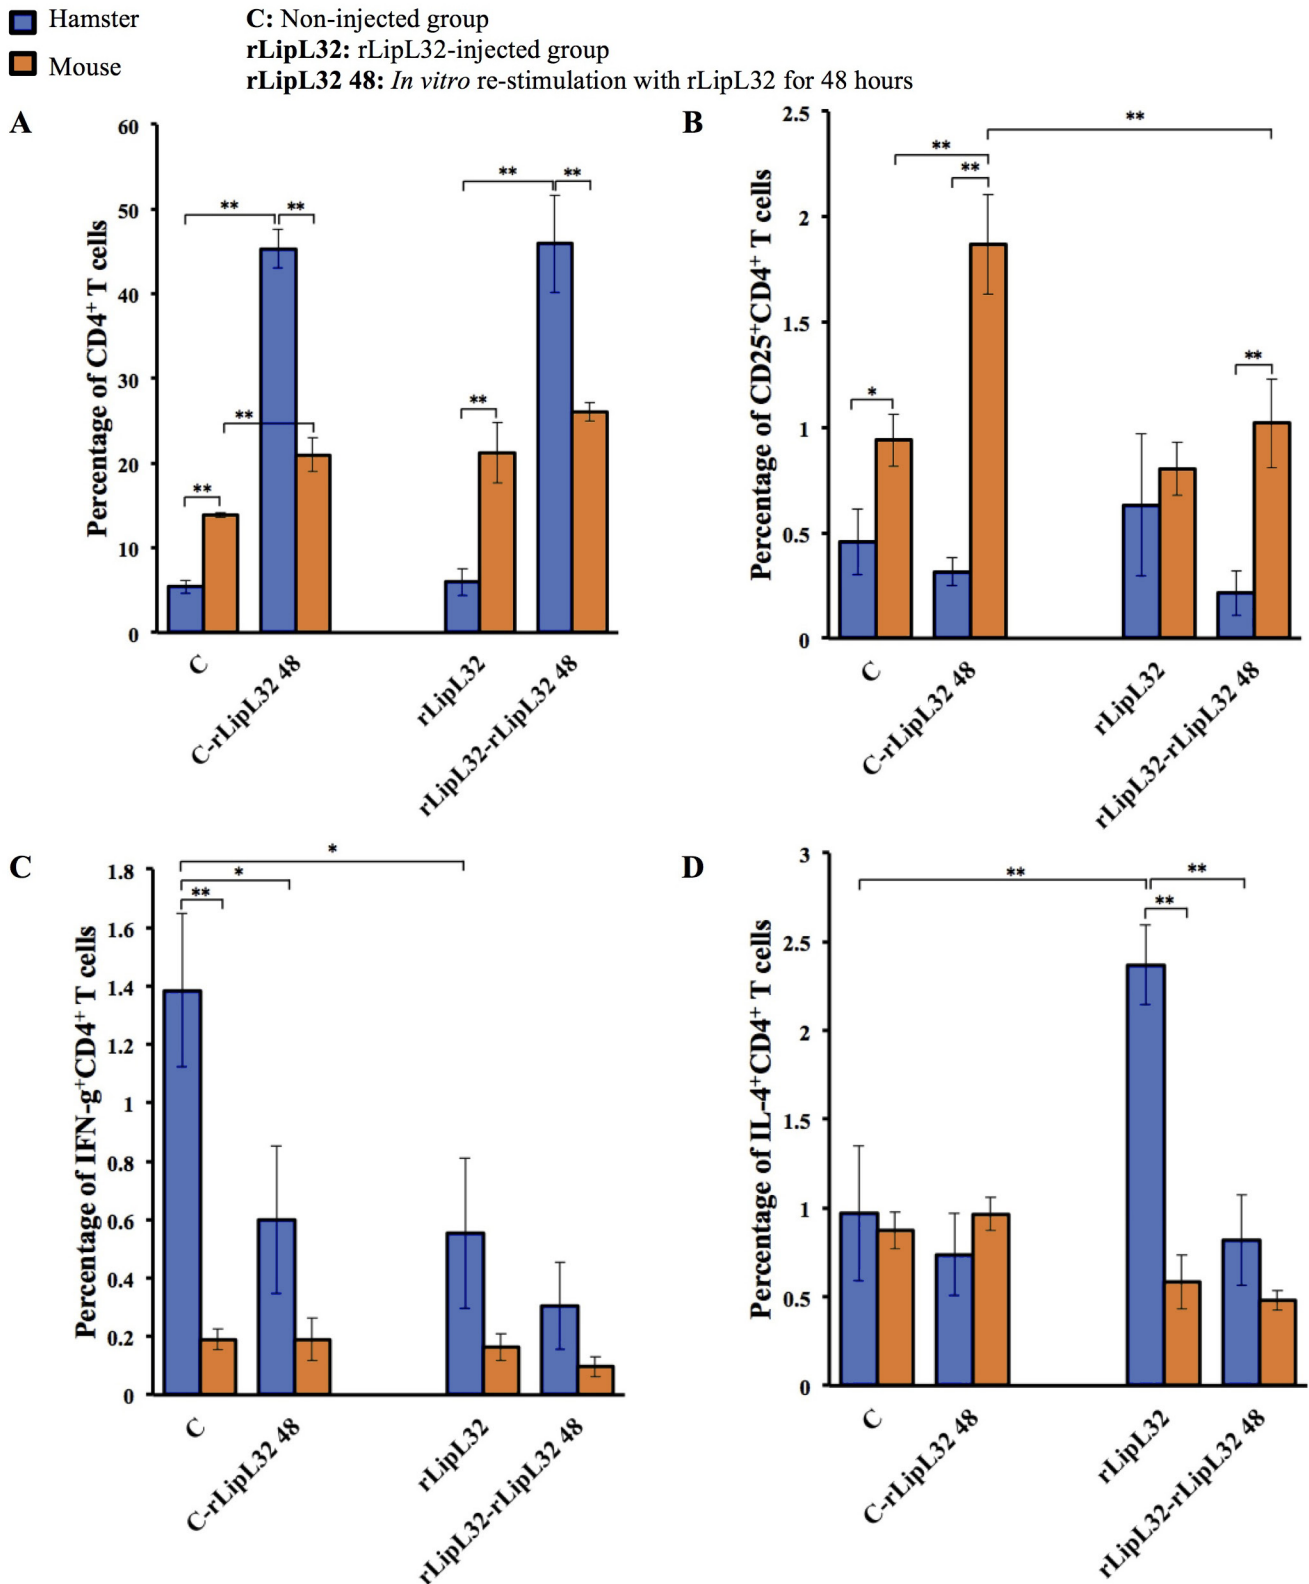 Hamster
Mouse
C: Non-injected group
rLipL32: rLipL32-injected group
rLipL32 48: In vitro re-stimulation with rLipL32 for 48 hours
A
60
50
40
30
20
10
0
Percentage of CD4+ T cells
**
**
**
**
**
**
**
C
C-rLipL32 48
rLipL32
rLipL32-rLipL32 48
B
2.5
2
1.5
1
0.5
0
Percentage of CD25+CD4+ T cells
**
**
**
*
**
C
C-rLipL32 48
rLipL32
rLipL32-rLipL32 48
C
1.8
1.6
1.4
1.2
1
0.8
0.6
0.4
0.2
0
Percentage of IFN-g+CD4+ T cells
*
*
**
C
C-rLipL32 48
rLipL32
rLipL32-rLipL32 48
D
3
2.5
2
1.5
1
0.5
0
Percentage of IL-4+CD4+ T cells
**
**
**
C
C-rLipL32 48
rLipL32
rLipL32-rLipL32 48